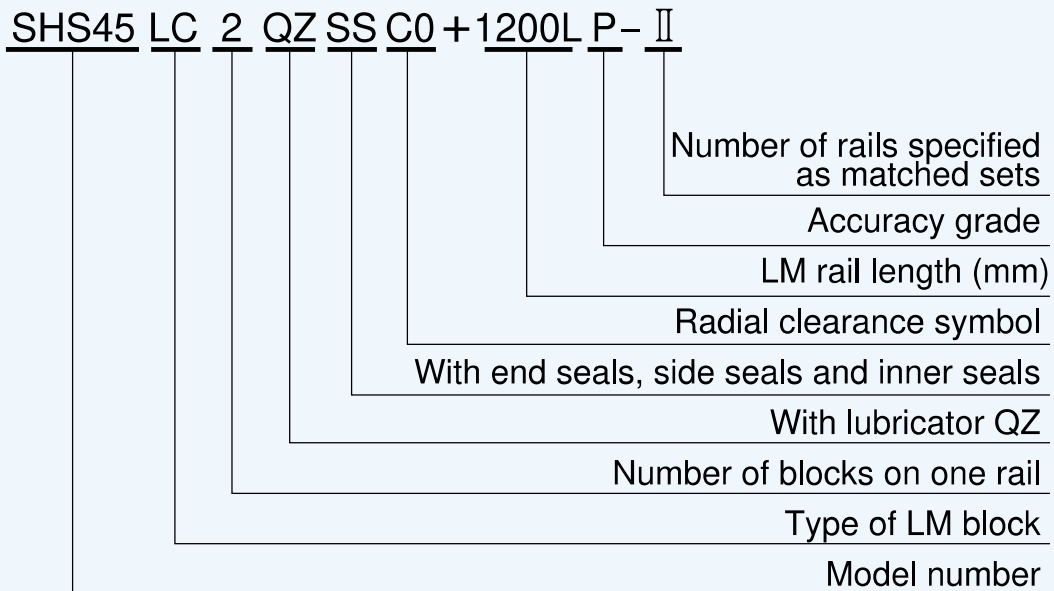 SHS45 LC 2 QZ SS C0+1200L P-Ⅱ
Number of rails specified
as matched sets
Accuracy grade
LM rail length (mm)
Radial clearance symbol
With end seals, side seals and inner seals
With lubricator QZ
Number of blocks on one rail
Type of LM block
Model number